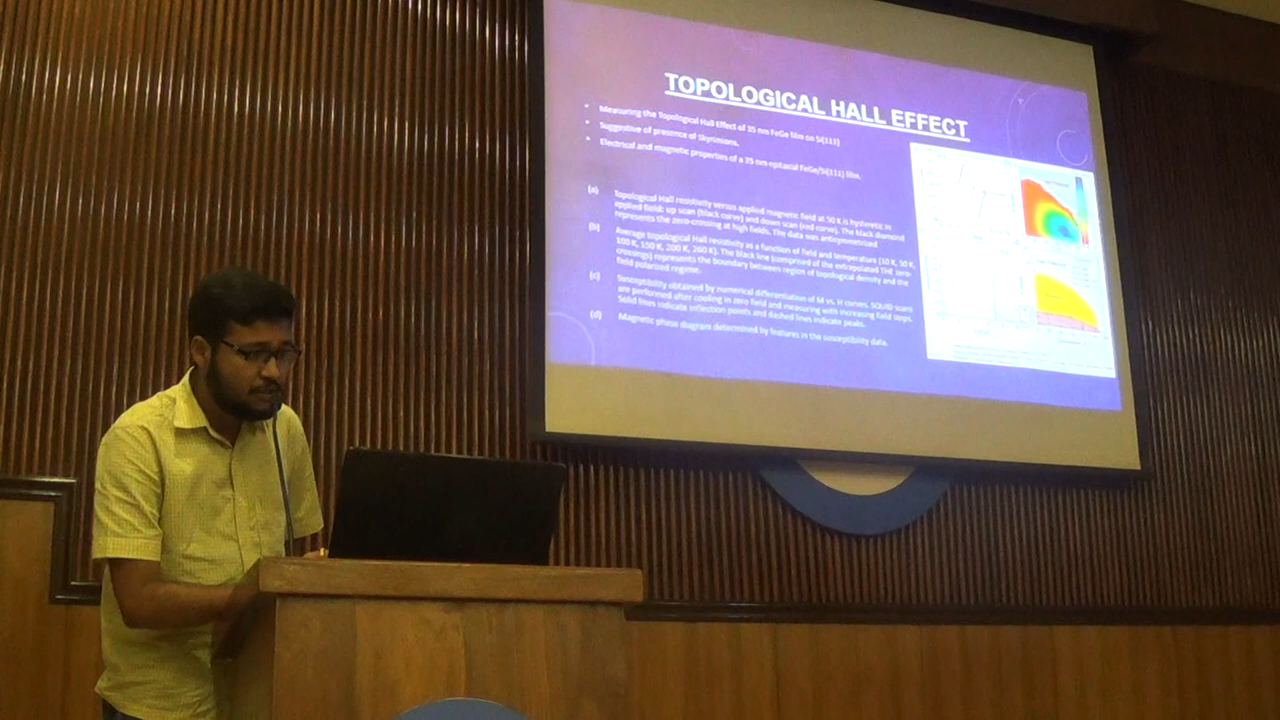 TOPOLOGICAL HALL EFFECT
Measuring the Topological Hall Effect of 35 nm FeGe film on Si(111)
Suggestive of presence of Skyrmions.
Electrical and magnetic properties of a 35 nm epitaxial FeGe/Si(111) film.
(a) Topological Hall resistivity versus applied magnetic field at 50 K is hysteretic in
applied field: up scan (black curve) and down scan (red curve). The black diamond
represents the zero-crossing at high fields. The data was antisymmetrized
(b) Average topological Hall resistivity as a function of field and temperature (10 K, 50 K,
100 K, 150 K, 200 K, 260 K). The black line (comprised of the extrapolated THE zero-
crossings) represents the boundary between region of topological density and the
field polarized regime.
(c) Susceptibility obtained by numerical differentiation of M vs. H curves. SQUID scans
are performed after cooling in zero field and measuring with increasing field steps.
Solid lines indicate inflection points and dashed lines indicate peaks.
(d) Magnetic phase diagram determined by features in the susceptibility data.